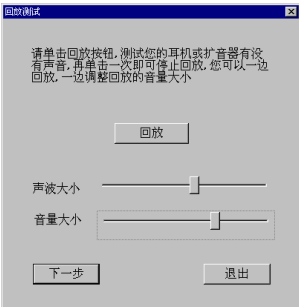 回放测试
请单击回放按钮,测试您的耳机或扩音器有没
有声音,再单击一次即可停止回放,您可以一边
回放,一边调整回放的音量大小
回放
声波大小
音量大小
下一步
退出